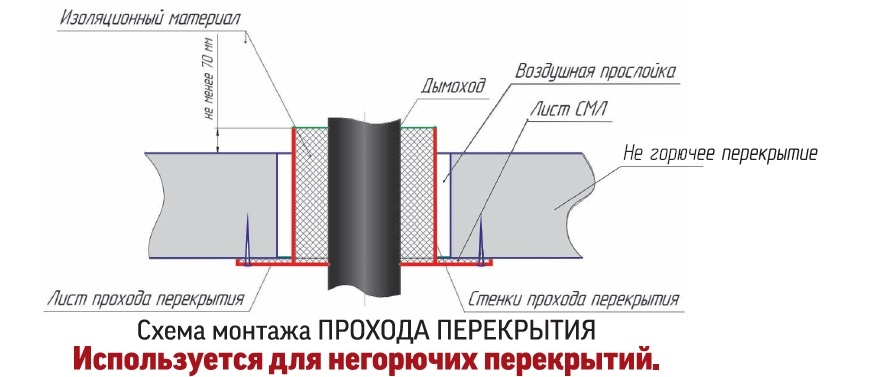 Изоляционный материал
не менее 70 мм
Воздушная прослойка
Дымоход
Лист СМЛ
Не горючее перекрытие
Лист прохода перекрытия
Стенки прохода перекрытия
Схема монтажа ПРОХОДА ПЕРЕКРЫТИЯ
Используется для негорючих перекрытий.